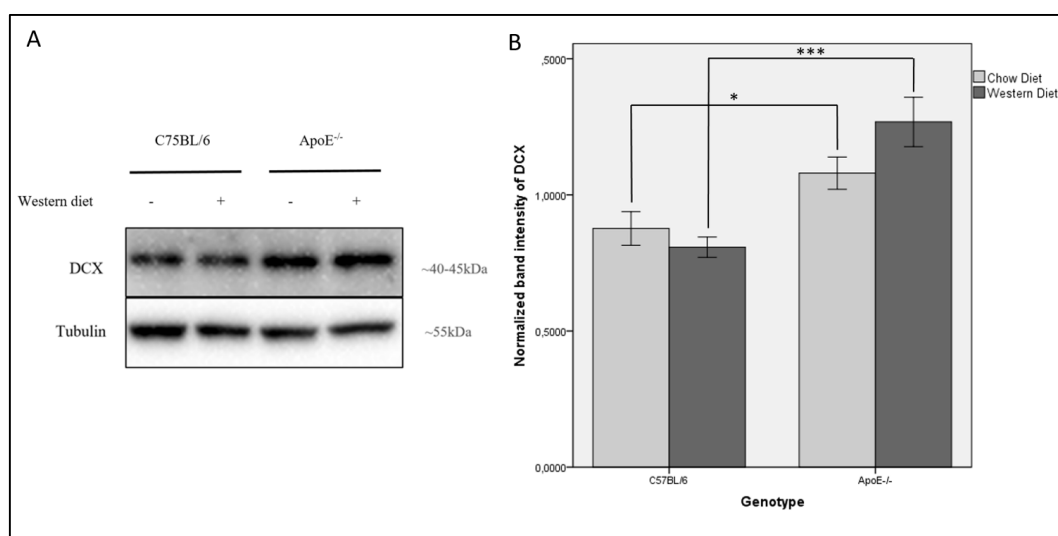 A
C75BL/6 ApoE-/-
Western diet - + - +
DCX ~40-45kDa
Tubulin ~55kDa
B
Normalized band intensity of DCX
,5000
1,0000
0,5000
0,0000
***
*
Chow Diet
Western Diet
C57BL/6 ApoE-/-
Genotype